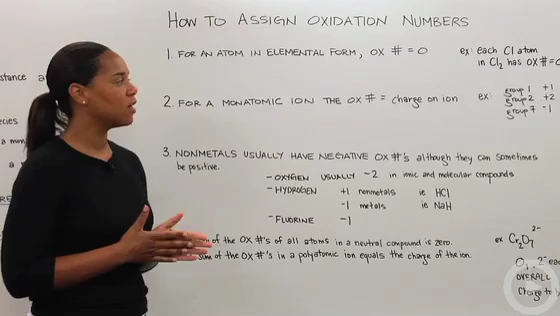 HOW TO ASSIGN OXIDATION NUMBERS
1. FOR AN ATOM IN ELEMENTAL FORM, OX # = 0
ex: each Cl atom
in Cl₂ has OX#=0
2. FOR A MONATOMIC ION THE OX # = charge on ion
ex:
group 1 +1
group 2 +2
group 7 -1
3. NONMETALS USUALLY HAVE NEGATIVE OX #'s although they can sometimes
be positive.
- OXYGEN USUALLY -2 in ionic and molecular compounds
- HYDROGEN +1 nonmetals ie HCl
-1 metals ie NaH
- FLUORINE -1
of the OX #'s of all atoms in a neutral compound is zero.
sum of the OX #'s in a polyatomic ion equals the charge of the ion.
ex Cr₂O₇²⁻
OVERALL